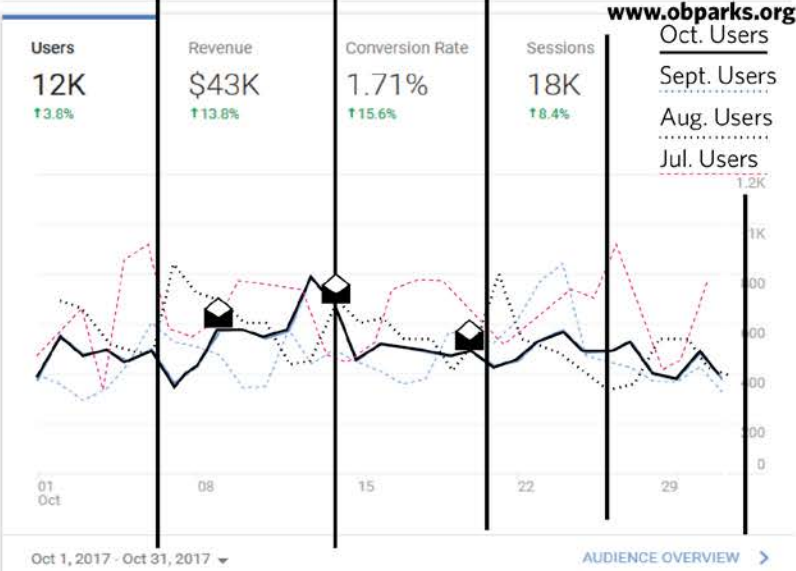 www.obparks.org
Oct. Users
Sept. Users
Aug. Users
Jul. Users
Users
Revenue
Conversion Rate
Sessions
12K
$43K
1.71%
18K
↑3.8%
↑13.8%
↑15.6%
↑8.4%
1.2K
1K
800
600
400
200
0
01
08
15
22
29
Oct
Oct 1, 2017 - Oct 31, 2017
AUDIENCE OVERVIEW